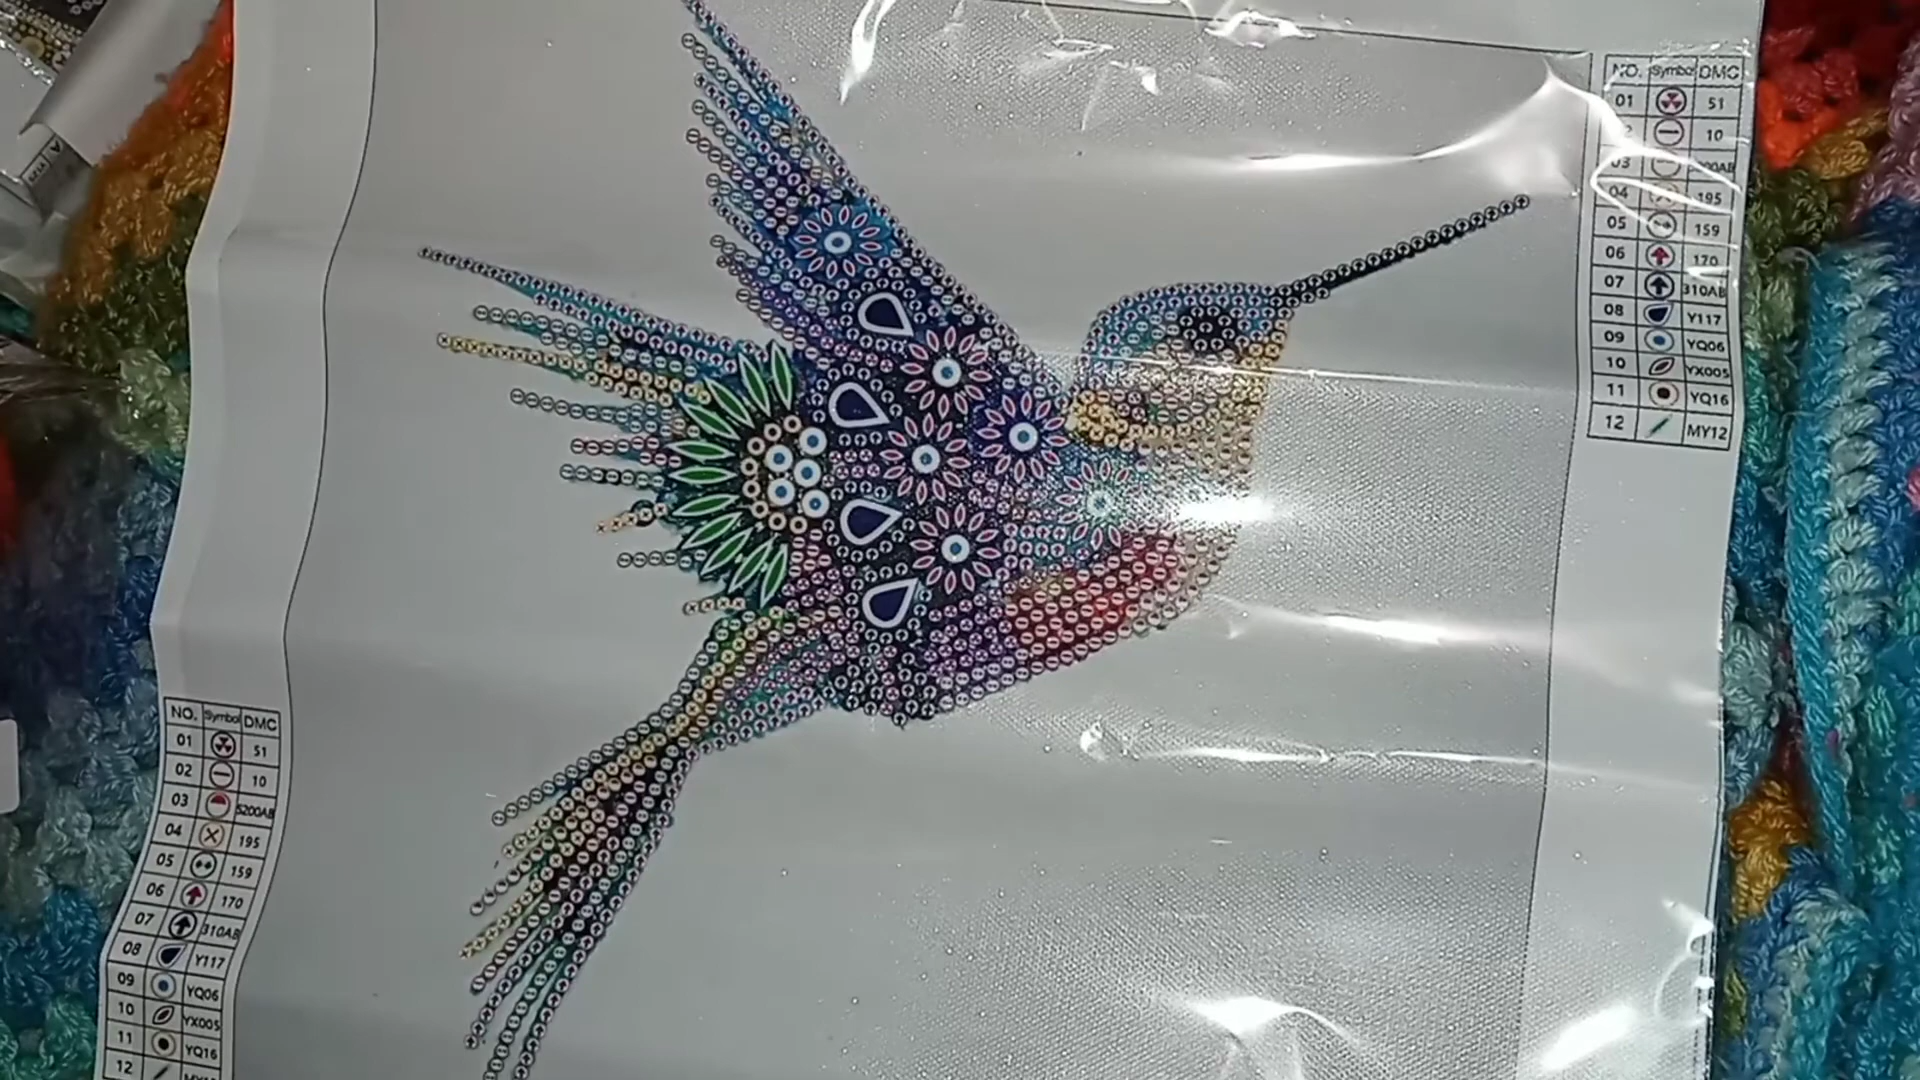 NO. Symbol DMC
01 51
10
03
04 195
05 159
06 170
07 310AB
08 Y117
09 YQ06
10 YX005
11 YQ16
12 MY12
NO. Symbol DMC
01 51
02 10
03 5200AB
04 195
05 159
06 170
07 310AB
08 Y117
09 YQ06
10 YX005
11 YQ16
12